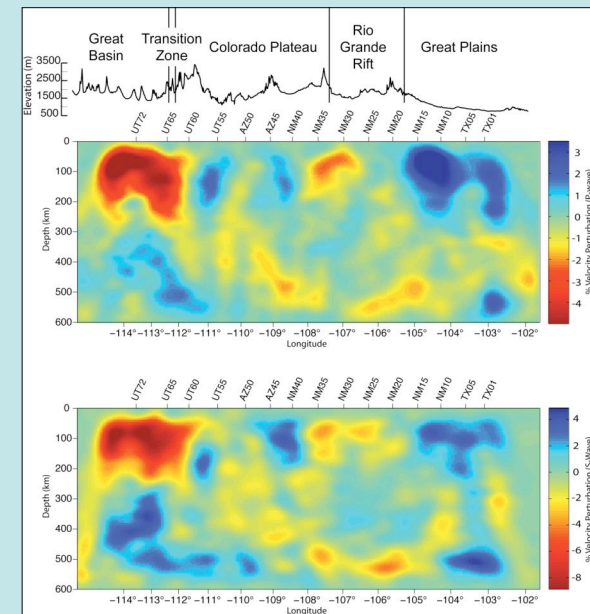 Great Basin
Transition Zone
Colorado Plateau
Rio Grande Rift
Great Plains
Elevation (m)
3500
2500
1500
500
UT72 UT65 UT60 UT55 AZ50 AZ45 NM40 NM35 NM30 NM25 NM20 NM15 NM10 TX05 TX01
Depth (km)
0
100
200
300
400
500
600
−114° −113° −112° −111° −110° −109° −108° −107° −106° −105° −104° −103° −102°
Longitude
3
2
1
0
-1
-2
-3
-4
% Velocity Perturbation (P-wave)
UT72 UT65 UT60 UT55 AZ50 AZ45 NM40 NM35 NM30 NM25 NM20 NM15 NM10 TX05 TX01
Depth (km)
0
100
200
300
400
500
600
−114° −113° −112° −111° −110° −109° −108° −107° −106° −105° −104° −103° −102°
Longitude
4
2
0
-2
-4
-6
-8
% Velocity Perturbation (S-Wave)